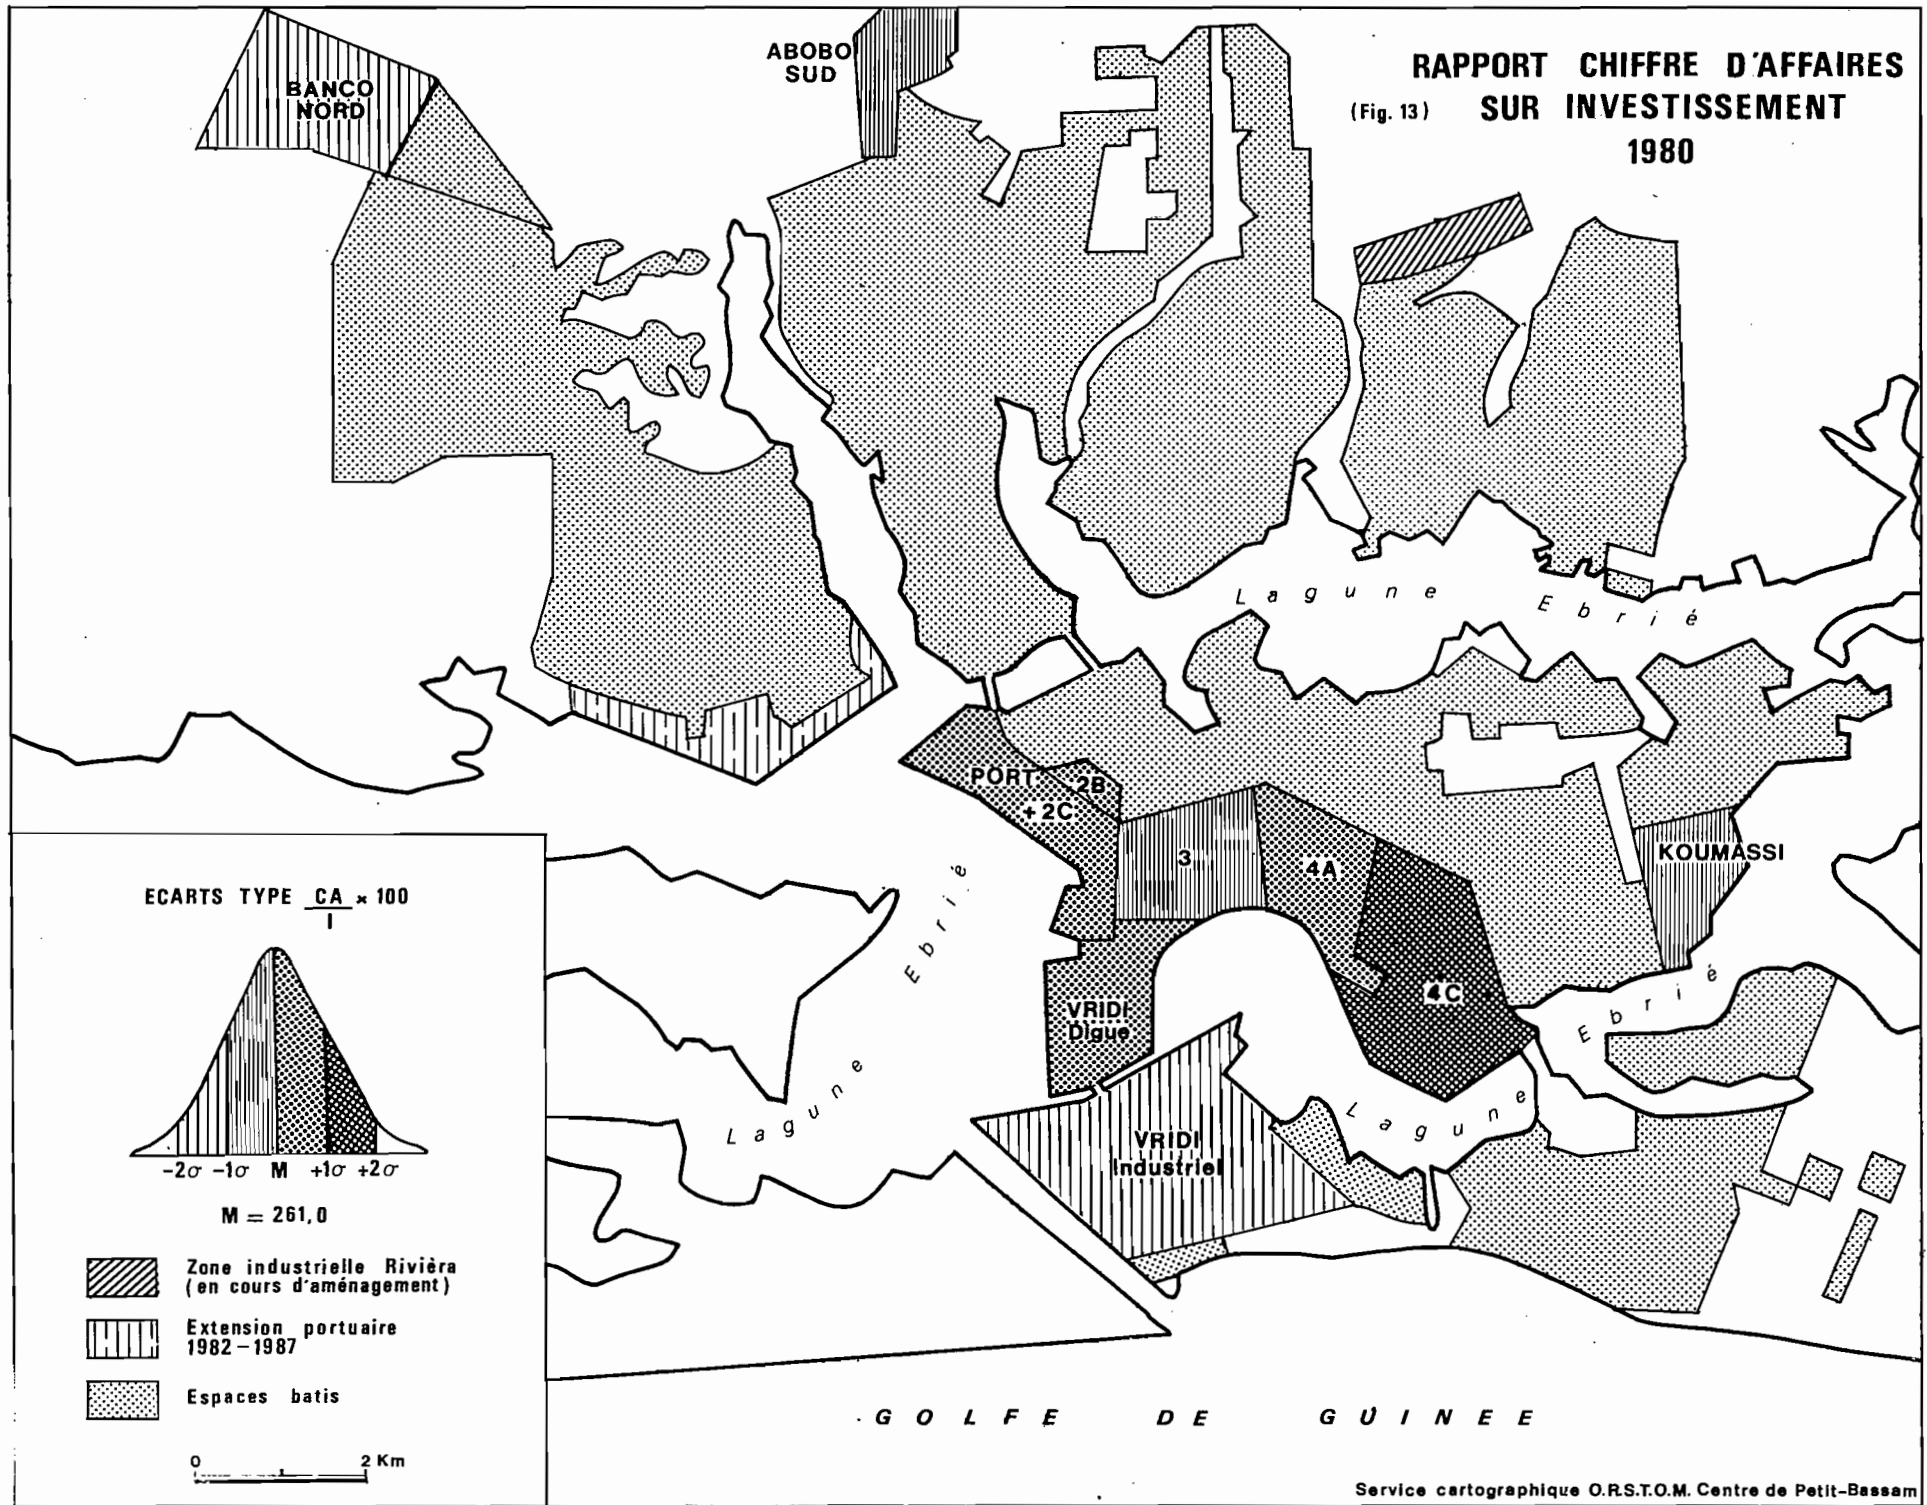 RAPPORT CHIFFRE D'AFFAIRES
(Fig. 13) SUR INVESTISSEMENT
1980
BANCO
NORD
ABOBO
SUD
Lagune Ebrié
PORT
+2C
2B
3
4A
4C
KOUMASSI
VRIDI
Digue
VRIDI
Industriel
Lagune Ebrié
Lagune Ebrié
ECARTS TYPE CA × 100
I
-2σ -1σ M +1σ +2σ
M = 261,0
Zone industrielle Rivièra
(en cours d'aménagement)
Extension portuaire
1982-1987
Espaces batis
0 2 Km
GOLFE DE GUINEE
Service cartographique O.R.S.T.O.M. Centre de Petit-Bassam